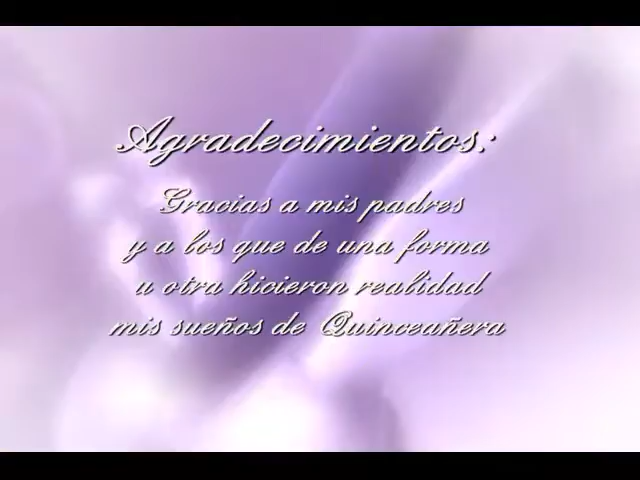 Agradecimientos:
Gracias a mis padres
y a los que de una forma
u otra hicieron realidad
mis sueños de Quinceañera